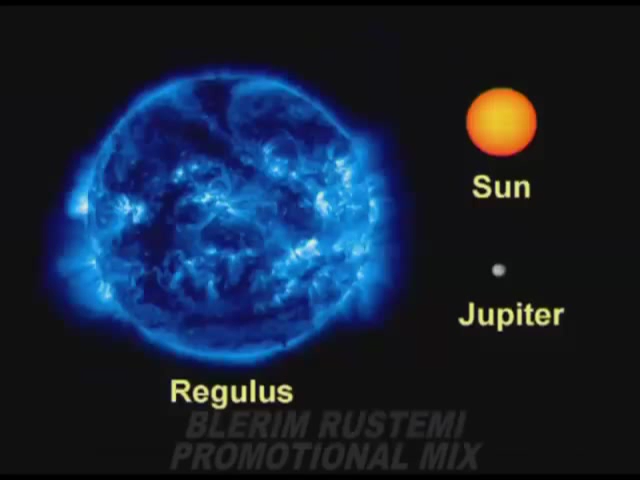 Sun
Jupiter
Regulus
BLERIM RUSTEMI
PROMOTIONAL MIX